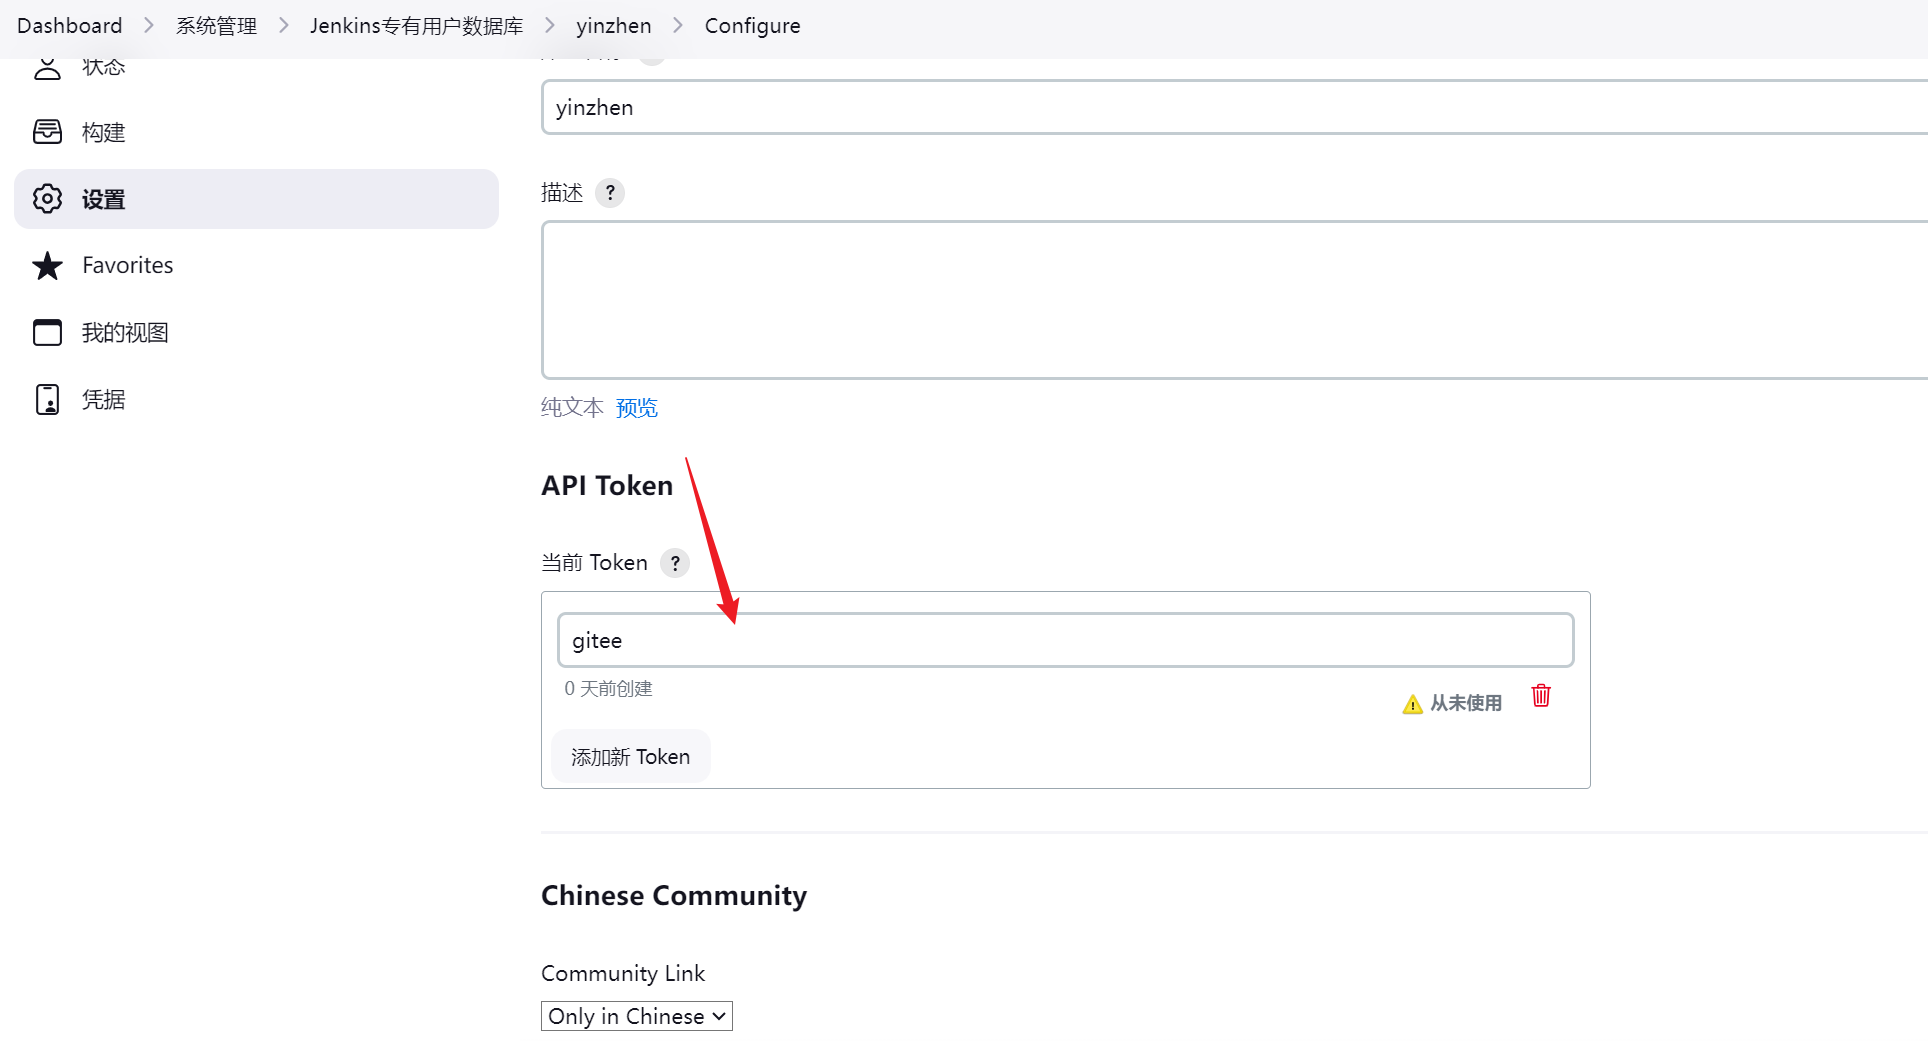 Dashboard > 系统管理 > Jenkins专有用户数据库 > yinzhen > Configure
状态
构建
设置
Favorites
我的视图
凭据
yinzhen
描述 ?
纯文本 预览
API Token
当前 Token ?
gitee
0 天前创建
从未使用
添加新 Token
Chinese Community
Community Link
Only in Chinese